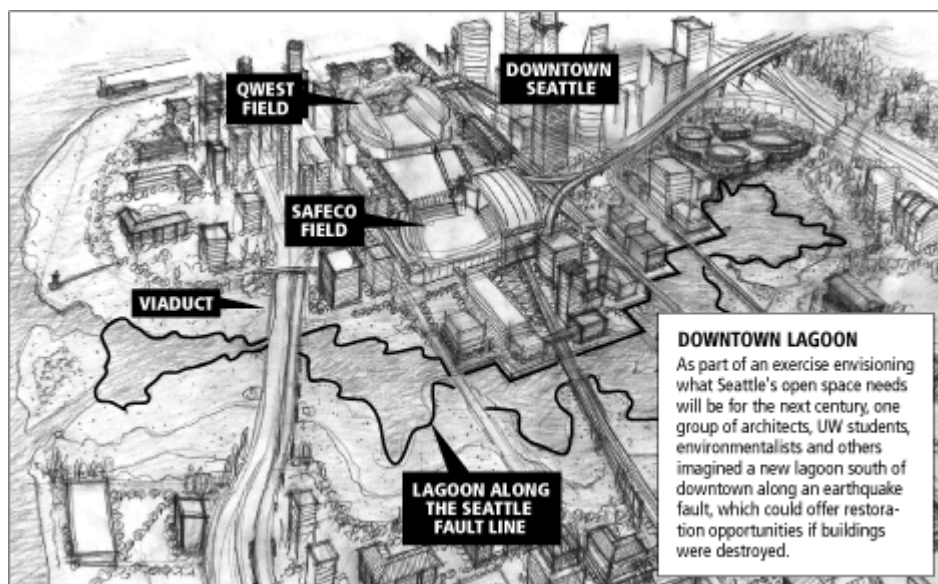 QWEST
FIELD
DOWNTOWN
SEATTLE
SAFECO
FIELD
VIADUCT
LAGOON ALONG
THE SEATTLE
FAULT LINE
DOWNTOWN LAGOON
As part of an exercise envisioning
what Seattle's open space needs
will be for the next century, one
group of architects, UW students,
environmentalists and others
imagined a new lagoon south of
downtown along an earthquake
fault, which could offer restora-
tion opportunities if buildings
were destroyed.